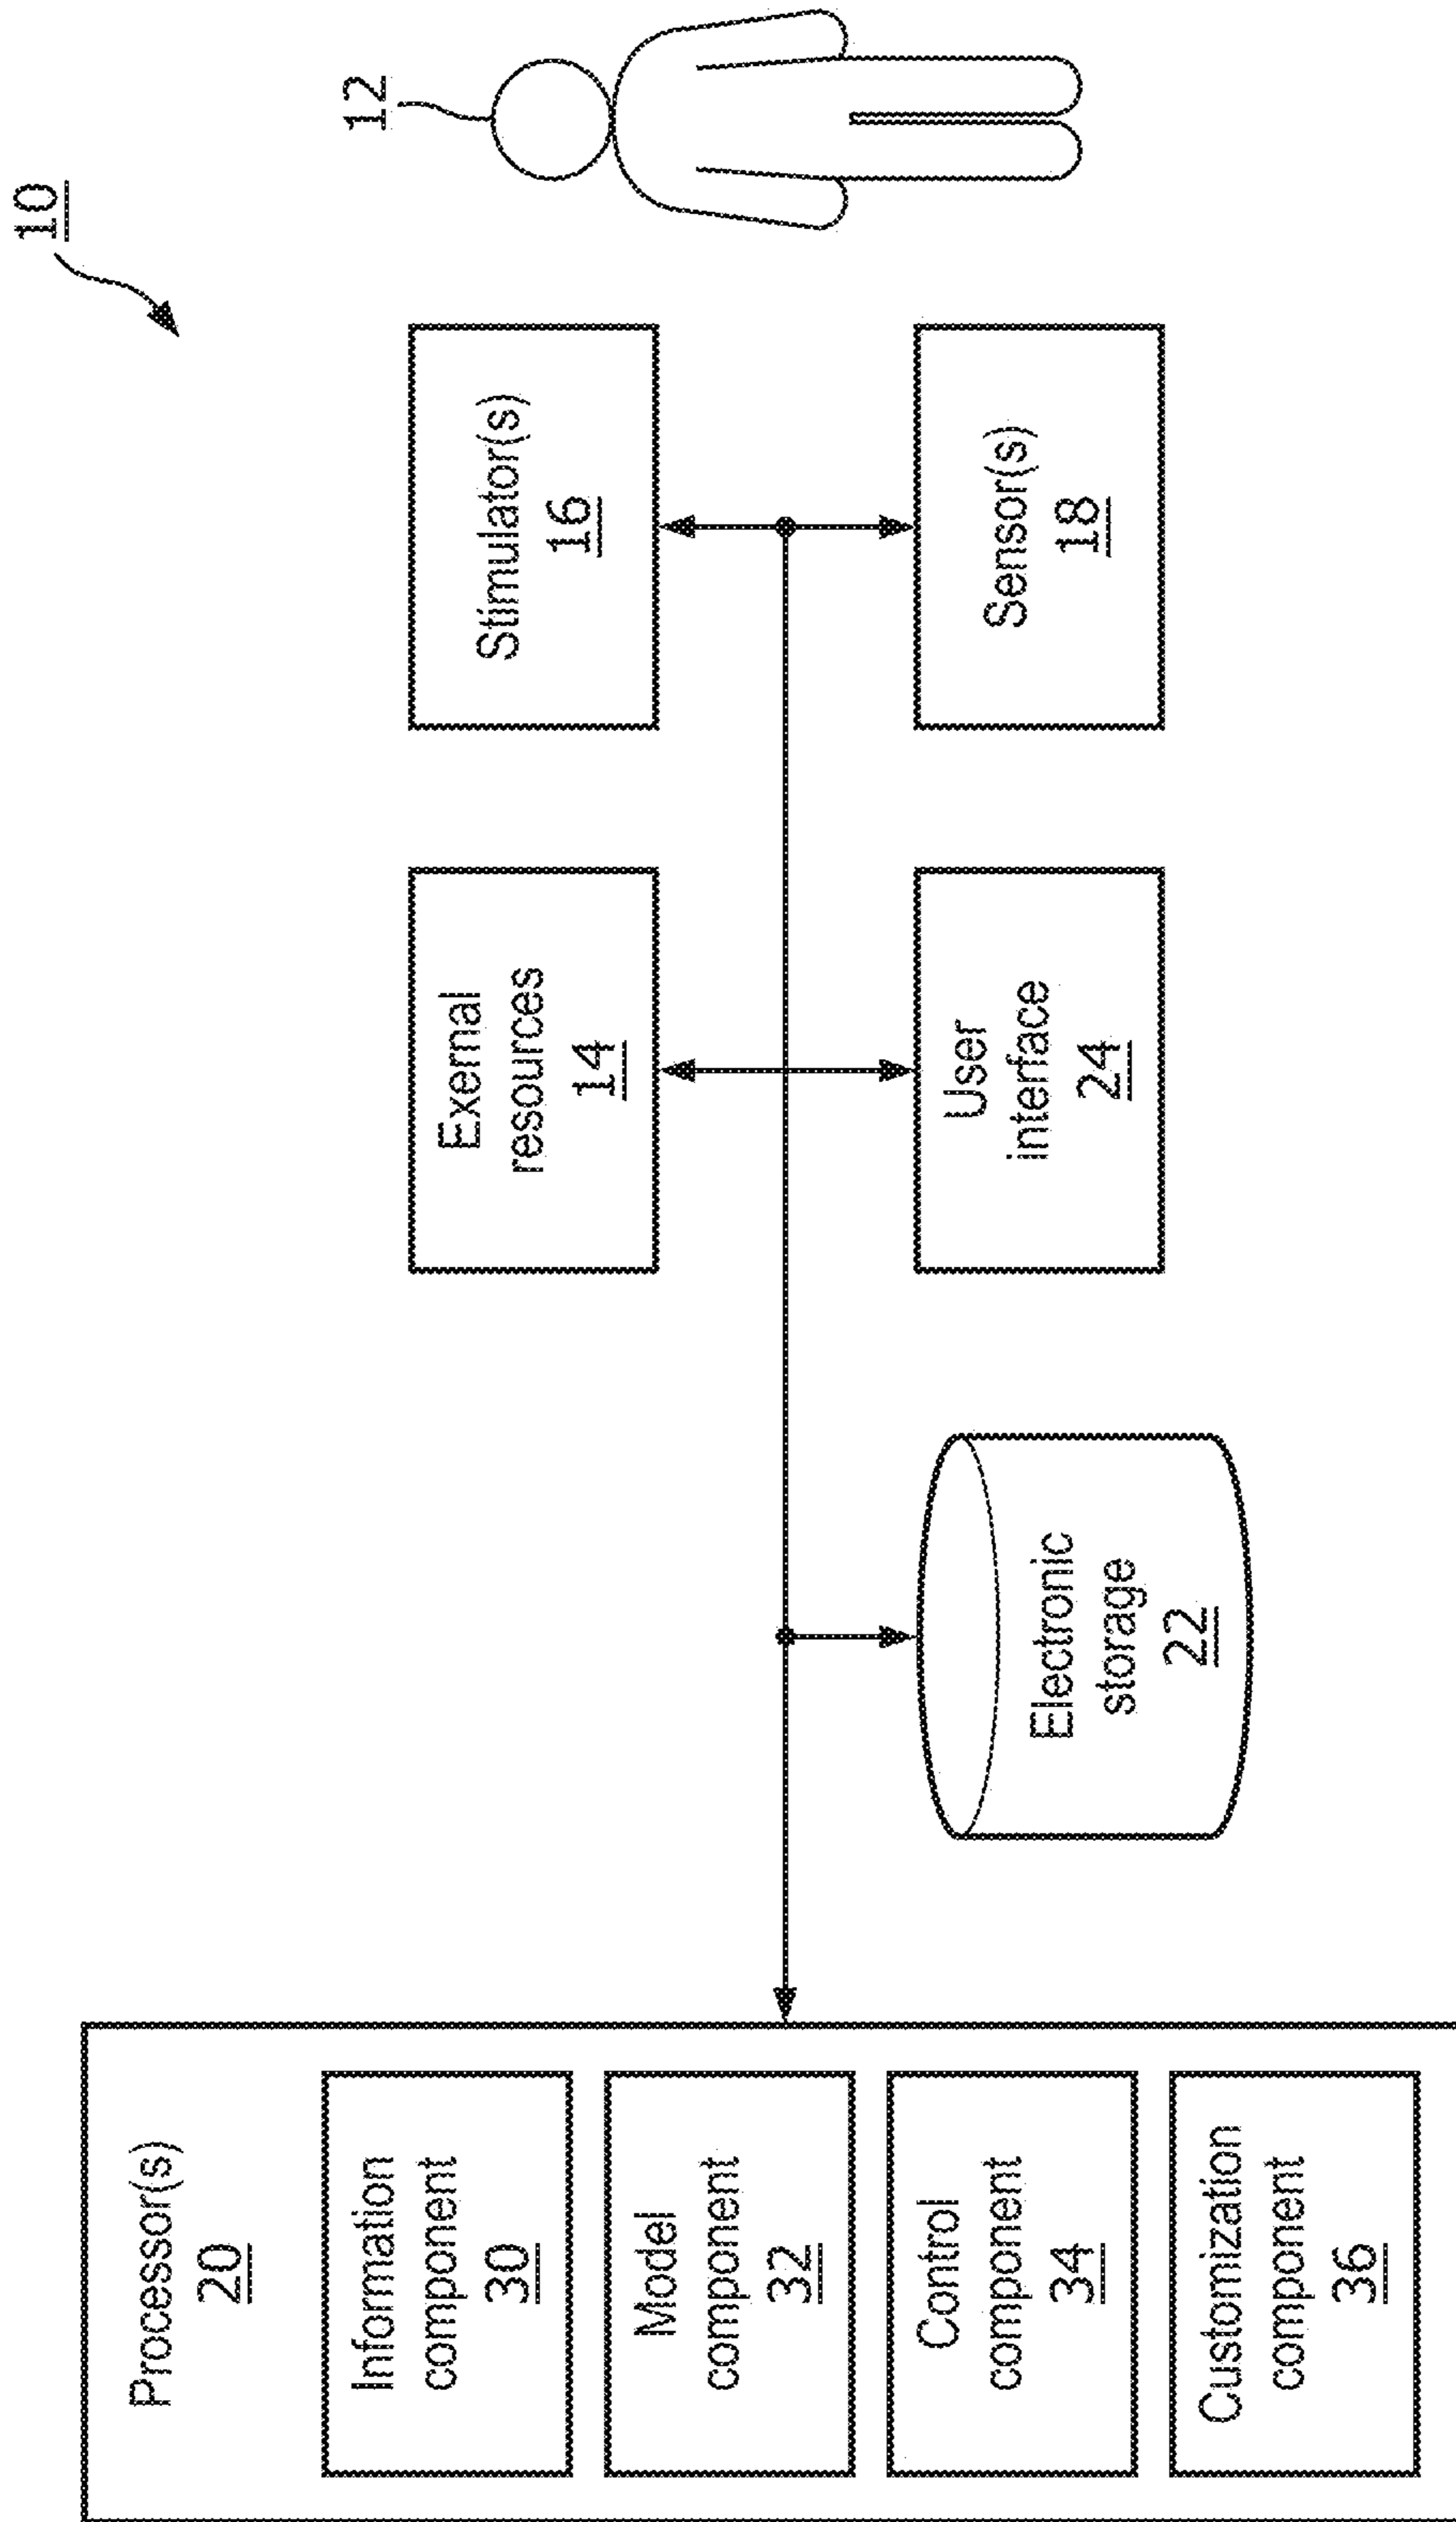 10
12
Processor(s)
20
Information
component
30
Model
component
32
Control
component
34
Customization
component
36
Exernal
resources
14
Stimulator(s)
16
Electronic
storage
22
User
interface
24
Sensor(s)
18